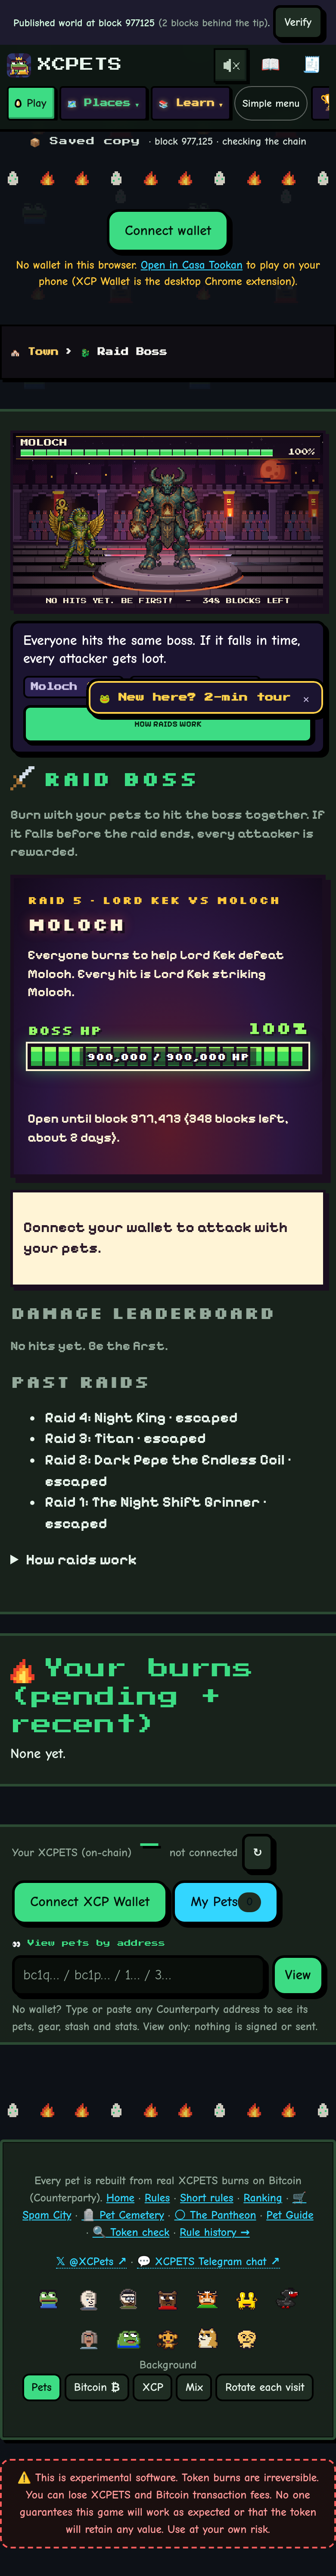 Published world at block 977125 (2 blocks behind the tip). Verify
XCPETS
Play Places ▾ Learn ▾ Simple menu
Saved copy · block 977,125 · checking the chain
Connect wallet
No wallet in this browser. Open in Casa Tookan to play on your
phone (XCP Wallet is the desktop Chrome extension).
Town › Raid Boss
MOLOCH 100%
NO HITS YET. BE FIRST! - 348 BLOCKS LEFT
Everyone hits the same boss. If it falls in time,
every attacker gets loot.
Moloch
New here? 2-min tour ×
HOW RAIDS WORK
RAID BOSS
Burn with your pets to hit the boss together. If
it falls before the raid ends, every attacker is
rewarded.
RAID 5 · LORD KEK VS MOLOCH
MOLOCH
Everyone burns to help Lord Kek defeat
Moloch. Every hit is Lord Kek striking
Moloch.
BOSS HP 100%
900,000 / 900,000 HP
Open until block 977,473 (348 blocks left,
about 2 days).
Connect your wallet to attack with
your pets.
DAMAGE LEADERBOARD
No hits yet. Be the first.
PAST RAIDS
• Raid 4: Night King · escaped
• Raid 3: Titan · escaped
• Raid 2: Dark Pepe the Endless Coil ·
escaped
• Raid 1: The Night Shift Grinner ·
escaped
▶ How raids work
Your burns
(pending +
recent)
None yet.
Your XCPETS (on-chain) — not connected ↻
Connect XCP Wallet My Pets 0
View pets by address
bc1q... / bc1p... / 1... / 3... View
No wallet? Type or paste any Counterparty address to see its
pets, gear, stash and stats. View only: nothing is signed or sent.
Every pet is rebuilt from real XCPETS burns on Bitcoin
(Counterparty). Home · Rules · Short rules · Ranking ·
Spam City · Pet Cemetery · The Pantheon · Pet Guide
· Token check · Rule history →
𝕏 @XCPets ↗ · XCPETS Telegram chat ↗
Background
Pets Bitcoin ₿ XCP Mix Rotate each visit
⚠️ This is experimental software. Token burns are irreversible.
You can lose XCPETS and Bitcoin transaction fees. No one
guarantees this game will work as expected or that the token
will retain any value. Use at your own risk.